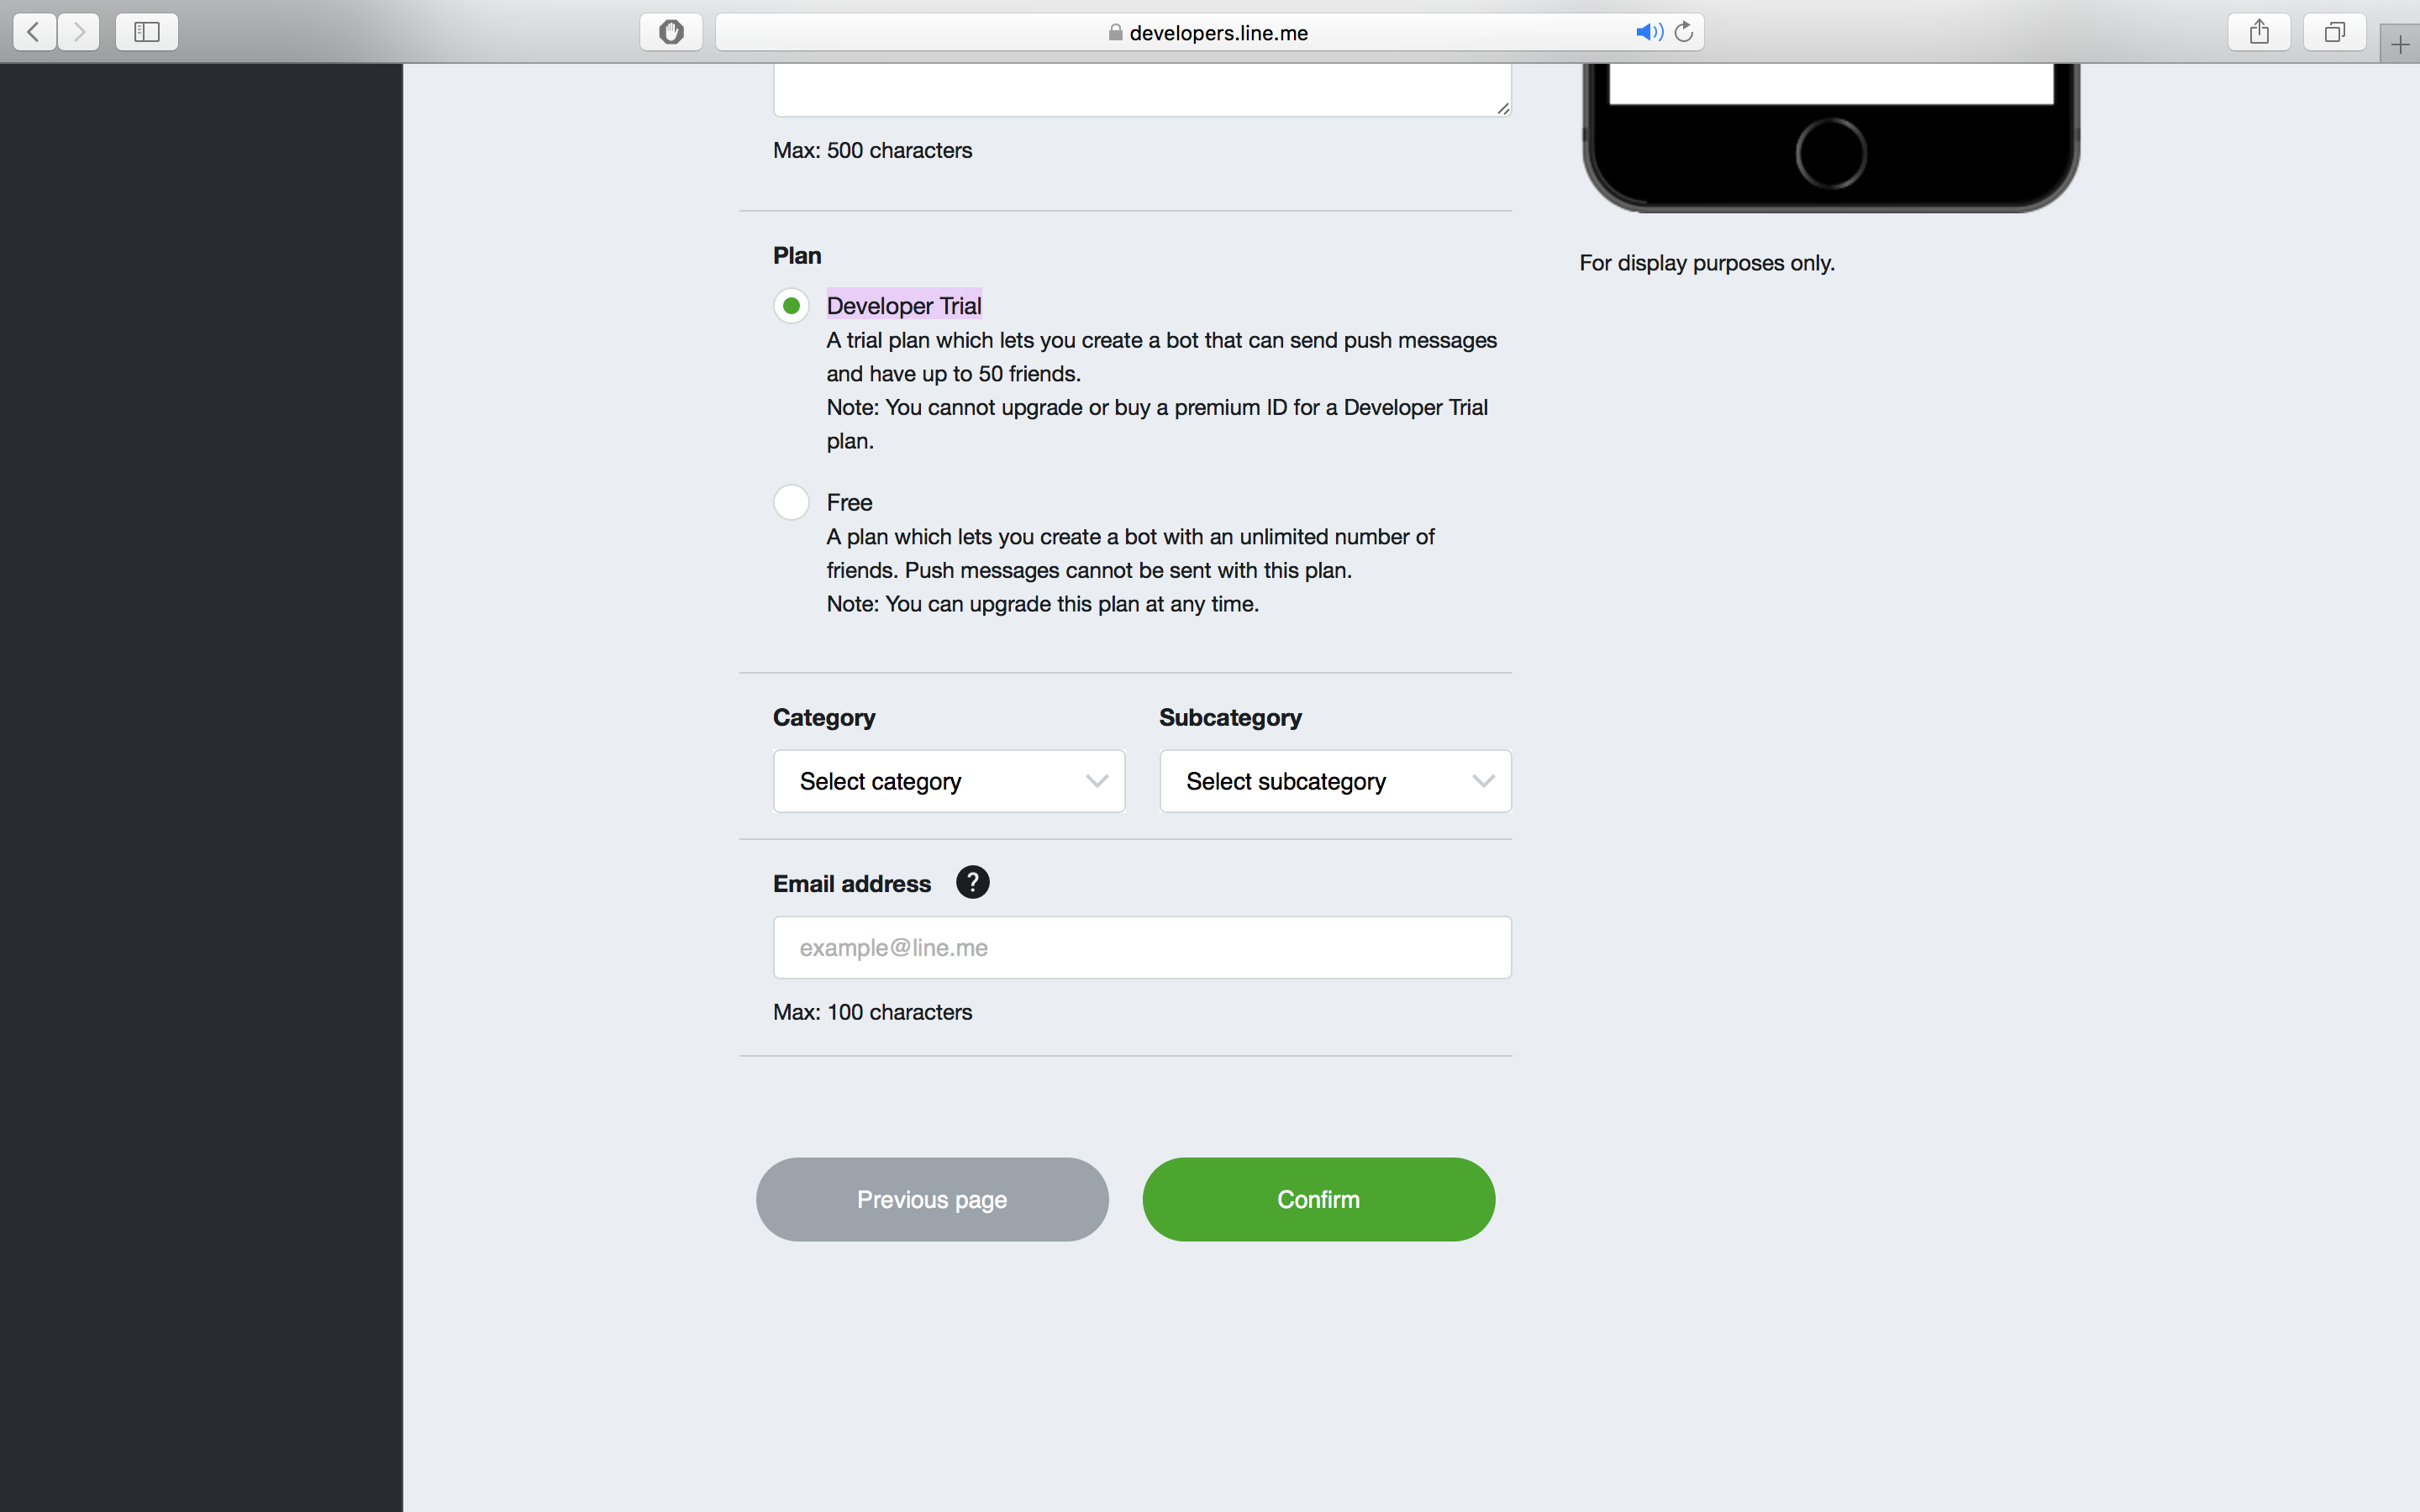 developers.line.me
Max: 500 characters
For display purposes only.
Plan
Developer Trial
A trial plan which lets you create a bot that can send push messages
and have up to 50 friends.
Note: You cannot upgrade or buy a premium ID for a Developer Trial
plan.
Free
A plan which lets you create a bot with an unlimited number of
friends. Push messages cannot be sent with this plan.
Note: You can upgrade this plan at any time.
Category
Subcategory
Select category
Select subcategory
Email address ?
example@line.me
Max: 100 characters
Previous page
Confirm